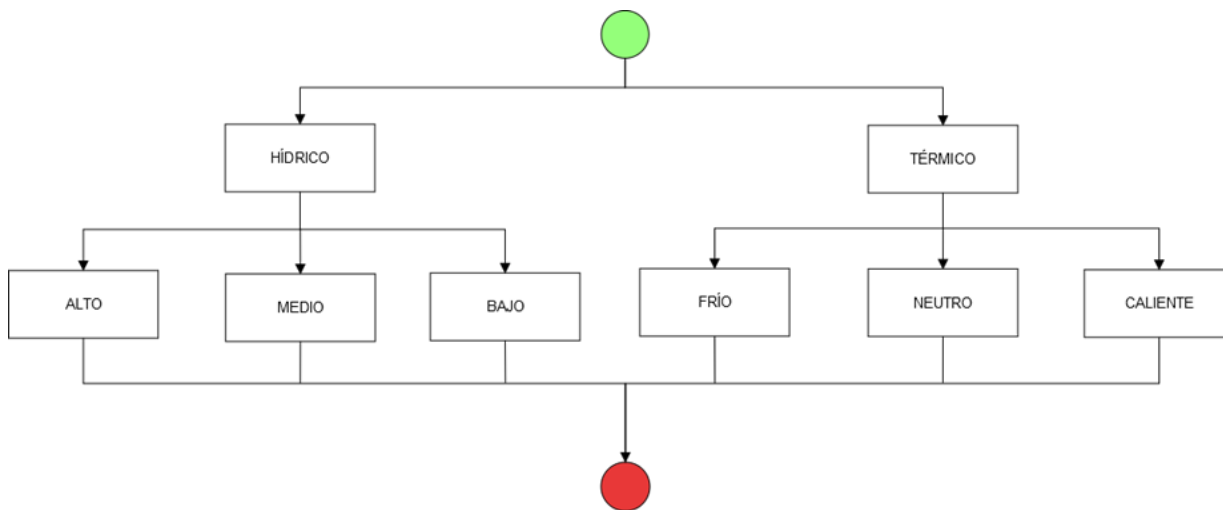 HÍDRICO
TÉRMICO
ALTO
MEDIO
BAJO
FRÍO
NEUTRO
CALIENTE